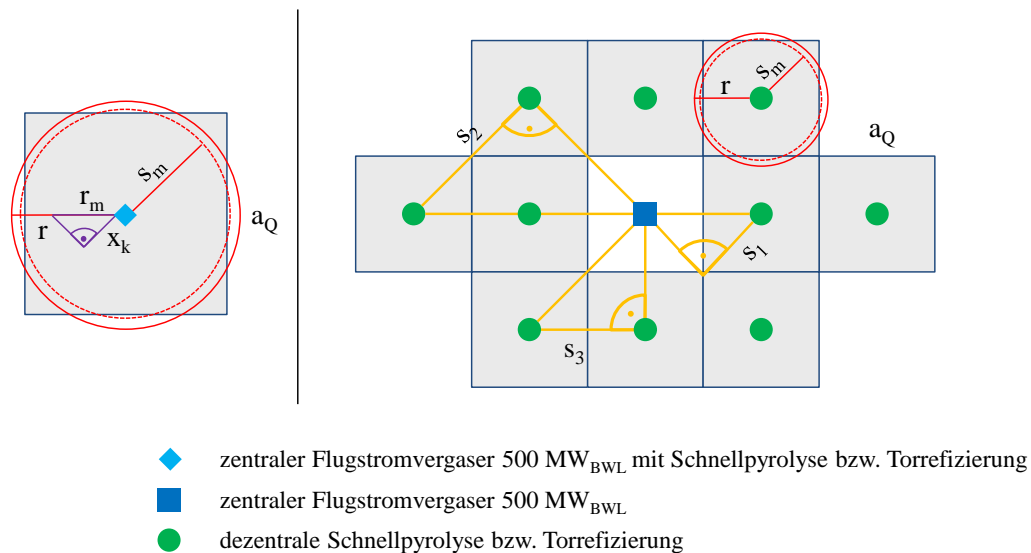 s_m
r_m
r
x_k
a_Q
s_2
r
s_m
a_Q
s_1
s_3
zentraler Flugstromvergaser 500 MW_BWL mit Schnellpyrolyse bzw. Torrefizierung
zentraler Flugstromvergaser 500 MW_BWL
dezentrale Schnellpyrolyse bzw. Torrefizierung